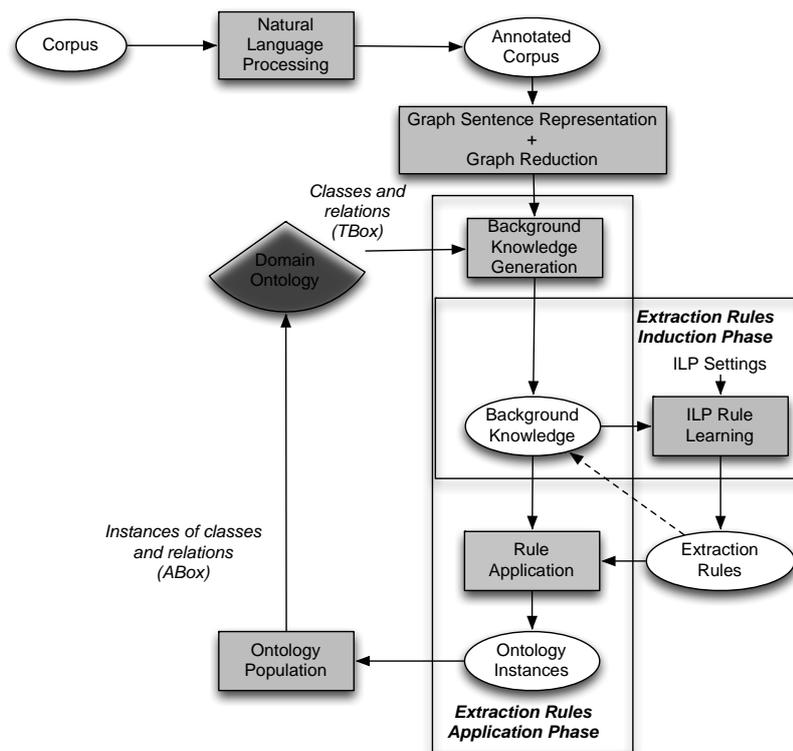 Corpus
Natural
Language
Processing
Annotated
Corpus
Graph Sentence Representation
+
Graph Reduction
Classes and
relations
(TBox)
Background
Knowledge
Generation
Domain
Ontology
Extraction Rules
Induction Phase
ILP Settings
Background
Knowledge
ILP Rule
Learning
Instances of classes
and relations
(ABox)
Rule
Application
Extraction
Rules
Ontology
Population
Ontology
Instances
Extraction Rules
Application Phase